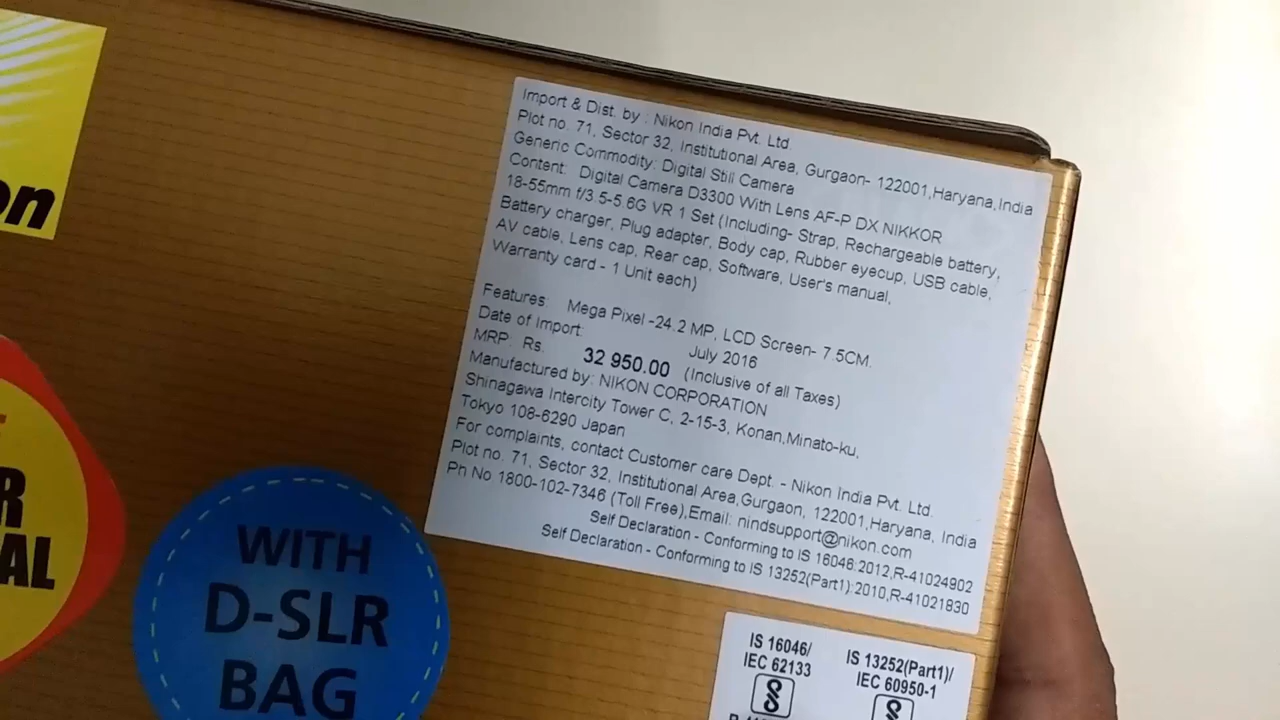 Import & Dist. by : Nikon India Pvt. Ltd.
Plot no. 71, Sector 32, Institutional Area, Gurgaon- 122001,Haryana,India
Generic Commodity: Digital Still Camera
Content: Digital Camera D3300 With Lens AF-P DX NIKKOR
18-55mm f/3.5-5.6G VR 1 Set (Including- Strap, Rechargeable battery,
Battery charger, Plug adapter, Body cap, Rubber eyecup, USB cable,
AV cable, Lens cap, Rear cap, Software, User's manual,
Warranty card - 1 Unit each)
Features: Mega Pixel -24.2 MP, LCD Screen- 7.5CM.
Date of Import: July 2016
MRP: Rs. 32 950.00 (Inclusive of all Taxes)
Manufactured by: NIKON CORPORATION
Shinagawa Intercity Tower C, 2-15-3, Konan,Minato-ku,
Tokyo 108-6290 Japan
For complaints, contact Customer care Dept. - Nikon India Pvt. Ltd.
Plot no. 71, Sector 32, Institutional Area,Gurgaon, 122001,Haryana, India
Ph No 1800-102-7346 (Toll Free),Email: nindsupport@nikon.com
Self Declaration - Conforming to IS 16046:2012,R-41024902
Self Declaration - Conforming to IS 13252(Part1):2010,R-41021830
WITH
D-SLR
BAG
IS 16046/
IEC 62133
IS 13252(Part1)/
IEC 60950-1